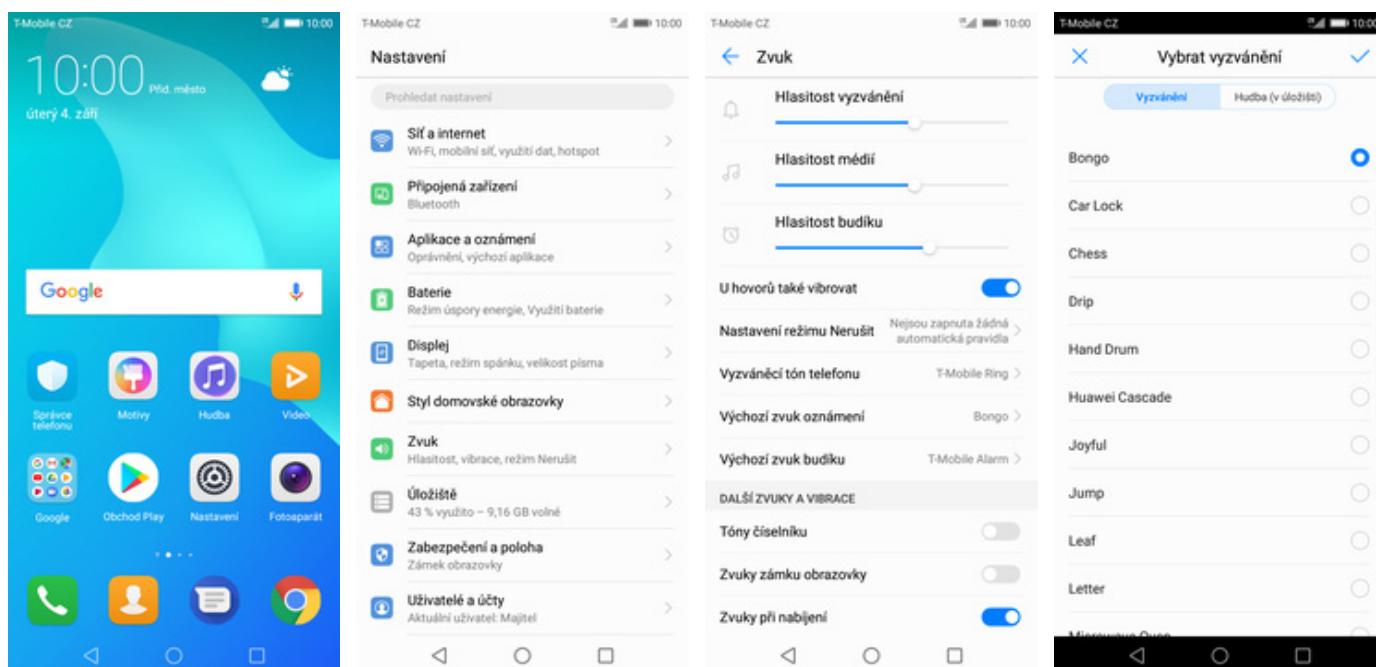 T-Mobile CZ
10:00
10:00
Příd. město
úterý 4. září
Google
Správce telefonu
Motivy
Hudba
Video
Google
Obchod Play
Nastavení
Fotoaparát
T-Mobile CZ
10:00
Nastavení
Prohledat nastavení
Síť a internet
Wi-Fi, mobilní síť, využití dat, hotspot
Připojená zařízení
Bluetooth
Aplikace a oznámení
Oprávnění, výchozí aplikace
Baterie
Režim úspory energie, Využití baterie
Displej
Tapeta, režim spánku, velikost písma
Styl domovské obrazovky
Zvuk
Hlasitost, vibrace, režim Nerušit
Úložiště
43 % využito – 9,16 GB volné
Zabezpečení a poloha
Zámek obrazovky
Uživatelé a účty
Aktuální uživatel: Majitel
T-Mobile CZ
10:00
Zvuk
Hlasitost vyzvánění
Hlasitost médií
Hlasitost budíku
U hovorů také vibrovat
Nastavení režimu Nerušit
Nejsou zapnuta žádná
automatická pravidla
Vyzváněcí tón telefonu
T-Mobile Ring
Výchozí zvuk oznámení
Bongo
Výchozí zvuk budíku
T-Mobile Alarm
DALŠÍ ZVUKY A VIBRACE
Tóny číselníku
Zvuky zámku obrazovky
Zvuky při nabíjení
T-Mobile CZ
10:00
Vybrat vyzvánění
Vyzvánění
Hudba (v úložišti)
Bongo
Car Lock
Chess
Drip
Hand Drum
Huawei Cascade
Joyful
Jump
Leaf
Letter
Microwave Oven